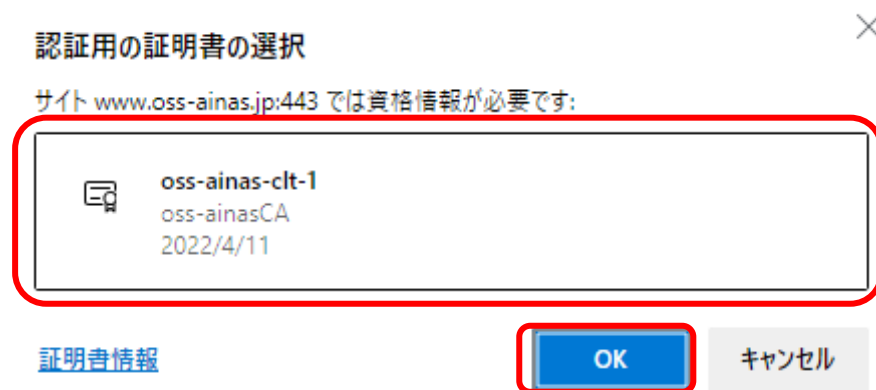 認証用の証明書の選択
サイト www.oss-ainas.jp:443 では資格情報が必要です:
oss-ainas-clt-1
oss-ainasCA
2022/4/11
証明書情報
OK
キャンセル